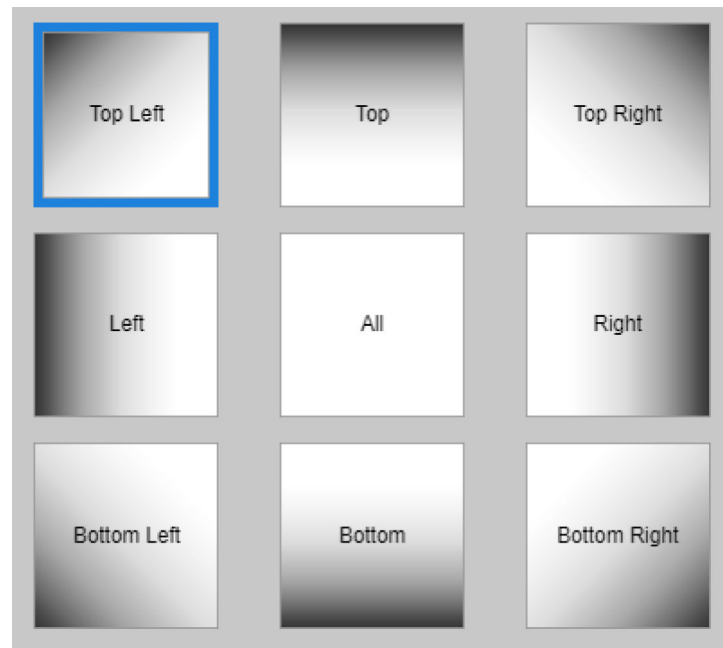 Top Left
Top
Top Right
Left
All
Right
Bottom Left
Bottom
Bottom Right